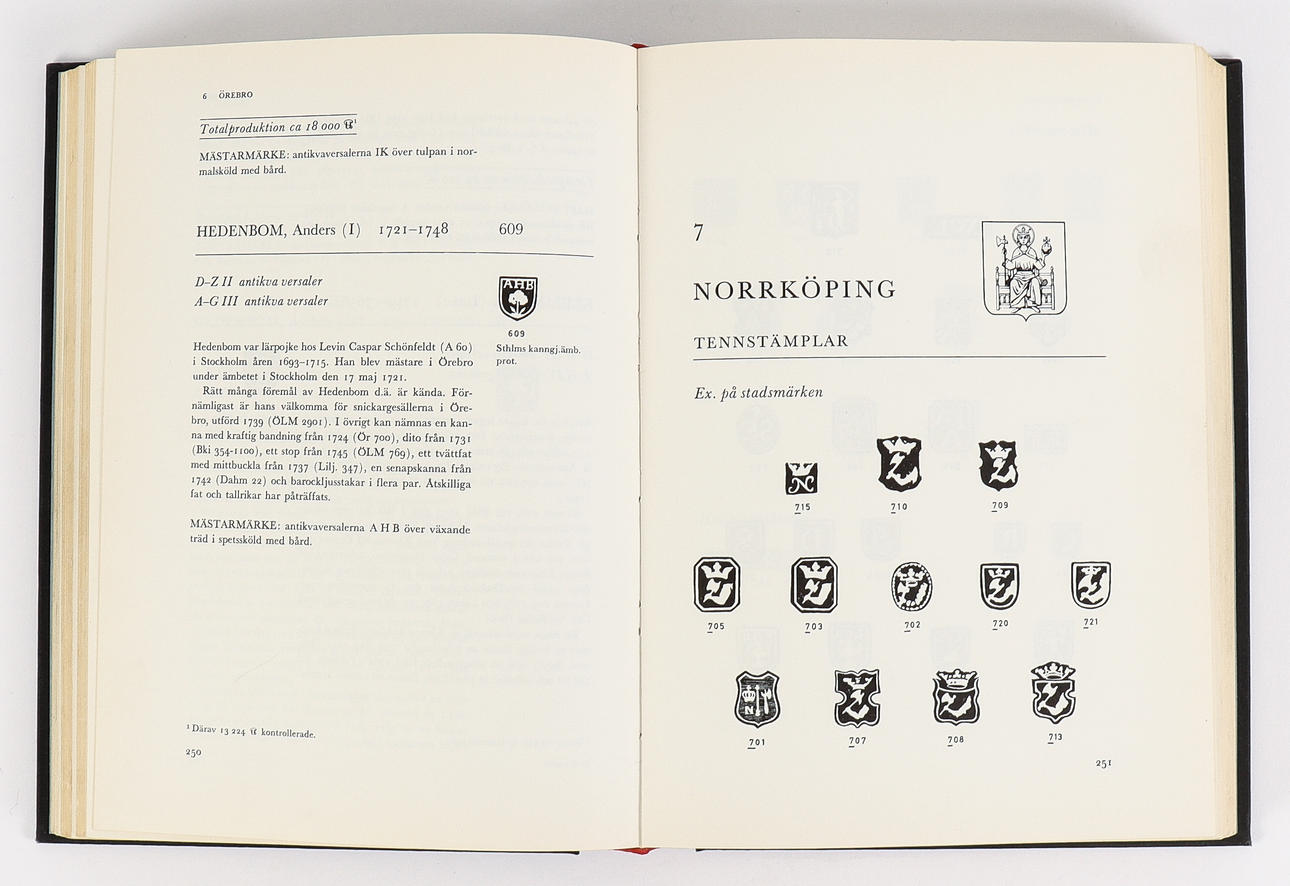 6 ÖREBRO
Totalproduktion ca 18 000 ℔¹
MÄSTARMÄRKE: antikvaversalerna IK över tulpan i nor-
malsköld med bård.
HEDENBOM, Anders (I) 1721–1748 609
D–Z II antikva versaler
A–G III antikva versaler
AHB
609
Sthlms kanngj.ämb.
prot.
Hedenbom var lärpojke hos Levin Caspar Schönfeldt (A 60)
i Stockholm åren 1693–1715. Han blev mästare i Örebro
under ämbetet i Stockholm den 17 maj 1721.
Rätt många föremål av Hedenbom d.ä. är kända. För-
nämligast är hans välkomma för snickargesällerna i Öre-
bro, utförd 1739 (ÖLM 2901). I övrigt kan nämnas en kan-
na med kraftig bandning från 1724 (Ör 700), dito från 1731
(Bki 354-1100), ett stop från 1745 (ÖLM 769), ett tvättfat
med mittbuckla från 1737 (Lilj. 347), en senapskanna från
1742 (Dahm 22) och barockljusstakar i flera par. Åtskilliga
fat och tallrikar har påträffats.
MÄSTARMÄRKE: antikvaversalerna A H B över växande
träd i spetssköld med bård.
¹ Därav 13 224 ℔ kontrollerade.
250
7
NORRKÖPING
TENNSTÄMPLAR
Ex. på stadsmärken
N
715 710 709
705 703 702 720 721
N
701 707 708 713
251